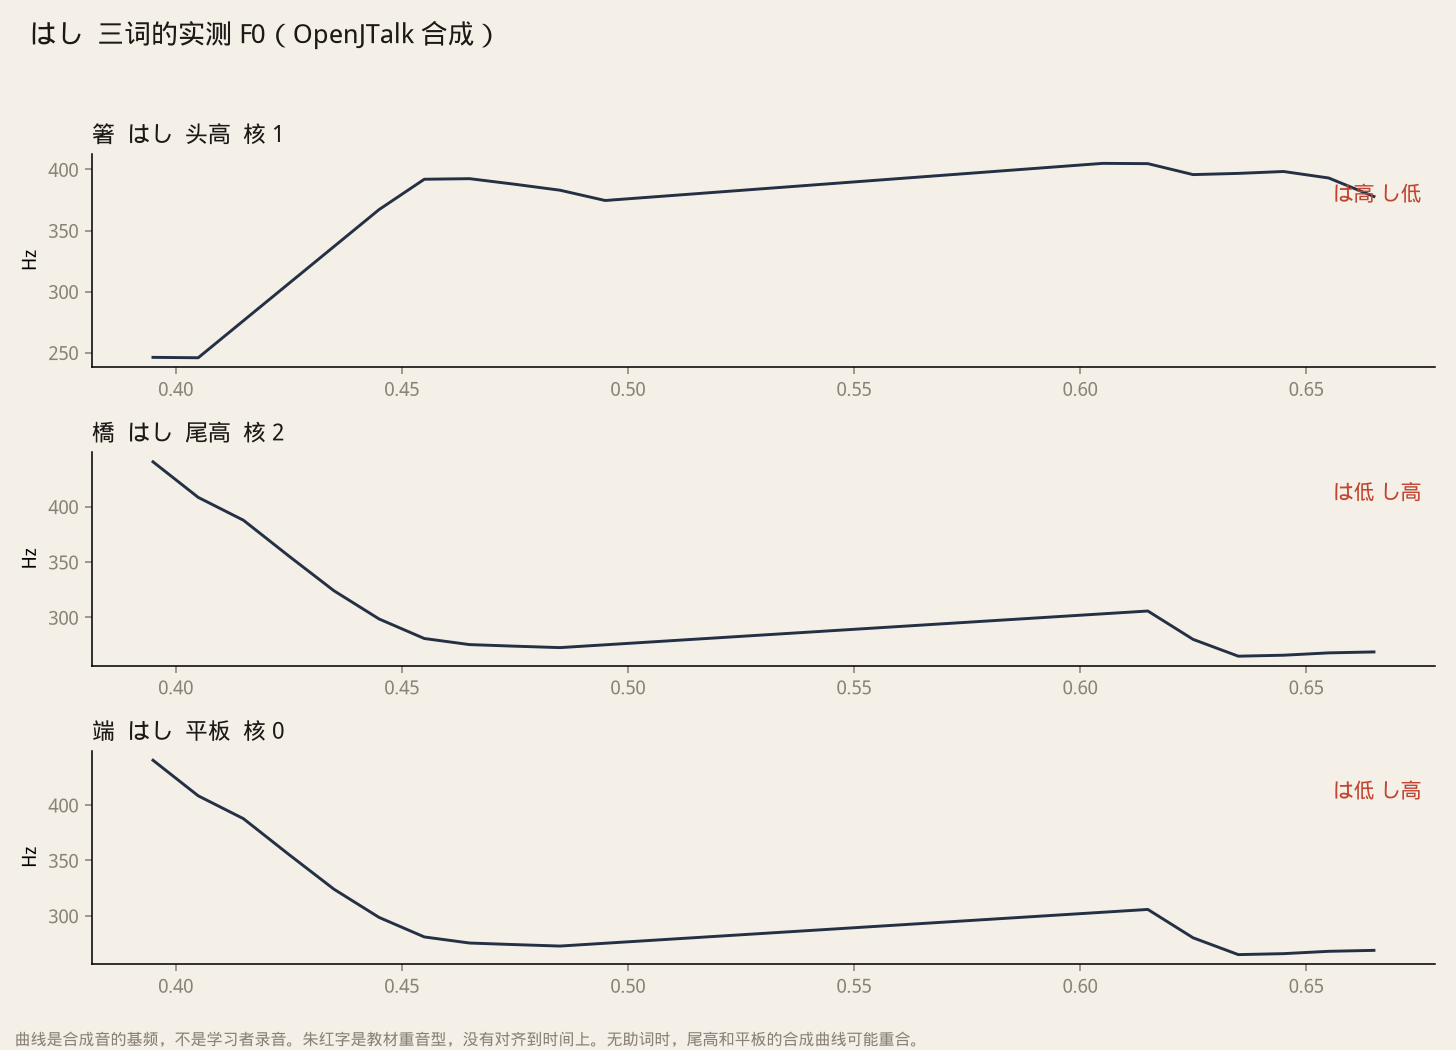 はし 三词的实测 F0（OpenJTalk 合成）
箸 はし 头高 核 1
Hz
400
350
300
250
は高 し低
0.40 0.45 0.50 0.55 0.60 0.65
橋 はし 尾高 核 2
Hz
400
350
300
は低 し高
0.40 0.45 0.50 0.55 0.60 0.65
端 はし 平板 核 0
Hz
400
350
300
は低 し高
0.40 0.45 0.50 0.55 0.60 0.65
曲线是合成音的基频，不是学习者录音。朱红字是教材重音型，没有对齐到时间上。无助词时，尾高和平板的合成曲线可能重合。